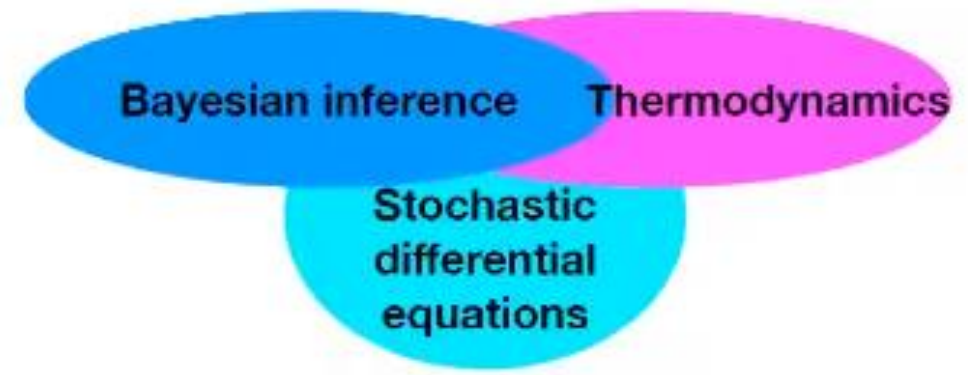 Bayesian inference
Thermodynamics
Stochastic
differential
equations